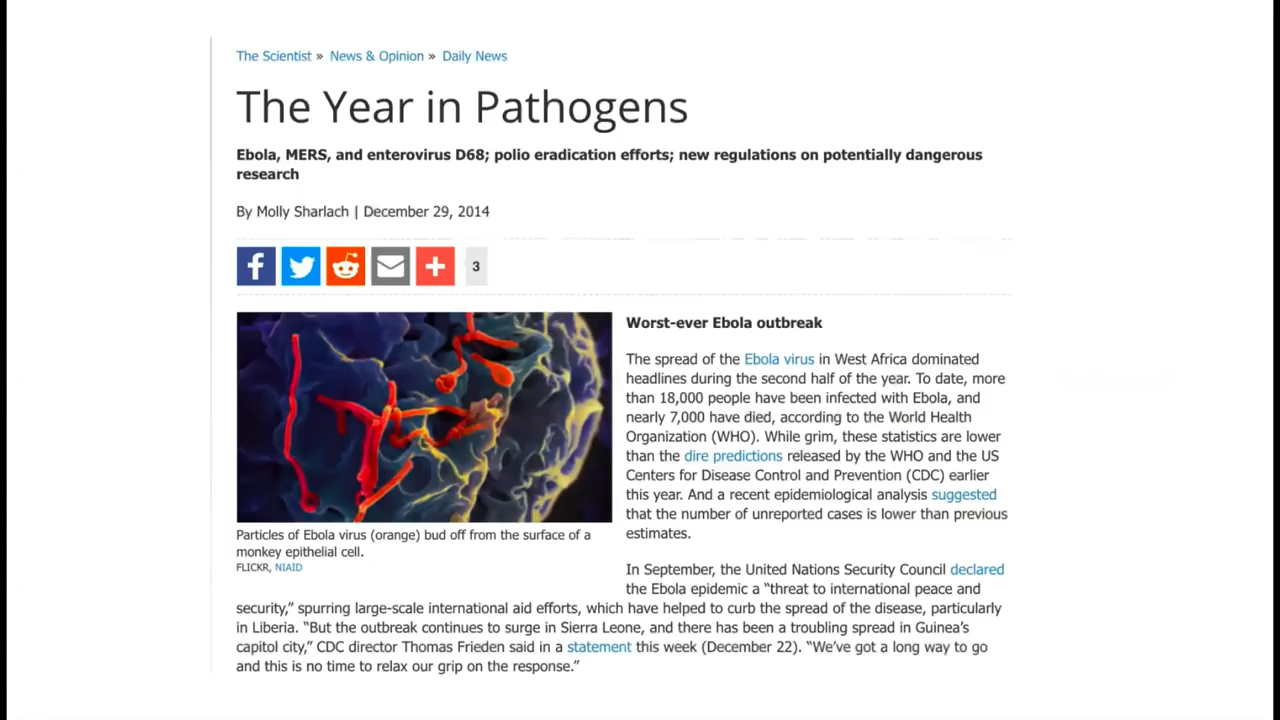 The Scientist » News & Opinion » Daily News
The Year in Pathogens
Ebola, MERS, and enterovirus D68; polio eradication efforts; new regulations on potentially dangerous
research
By Molly Sharlach | December 29, 2014
3
Particles of Ebola virus (orange) bud off from the surface of a
monkey epithelial cell.
FLICKR, NIAID
Worst-ever Ebola outbreak
The spread of the Ebola virus in West Africa dominated
headlines during the second half of the year. To date, more
than 18,000 people have been infected with Ebola, and
nearly 7,000 have died, according to the World Health
Organization (WHO). While grim, these statistics are lower
than the dire predictions released by the WHO and the US
Centers for Disease Control and Prevention (CDC) earlier
this year. And a recent epidemiological analysis suggested
that the number of unreported cases is lower than previous
estimates.
In September, the United Nations Security Council declared
the Ebola epidemic a “threat to international peace and
security,” spurring large-scale international aid efforts, which have helped to curb the spread of the disease, particularly
in Liberia. “But the outbreak continues to surge in Sierra Leone, and there has been a troubling spread in Guinea’s
capitol city,” CDC director Thomas Frieden said in a statement this week (December 22). “We’ve got a long way to go
and this is no time to relax our grip on the response.”